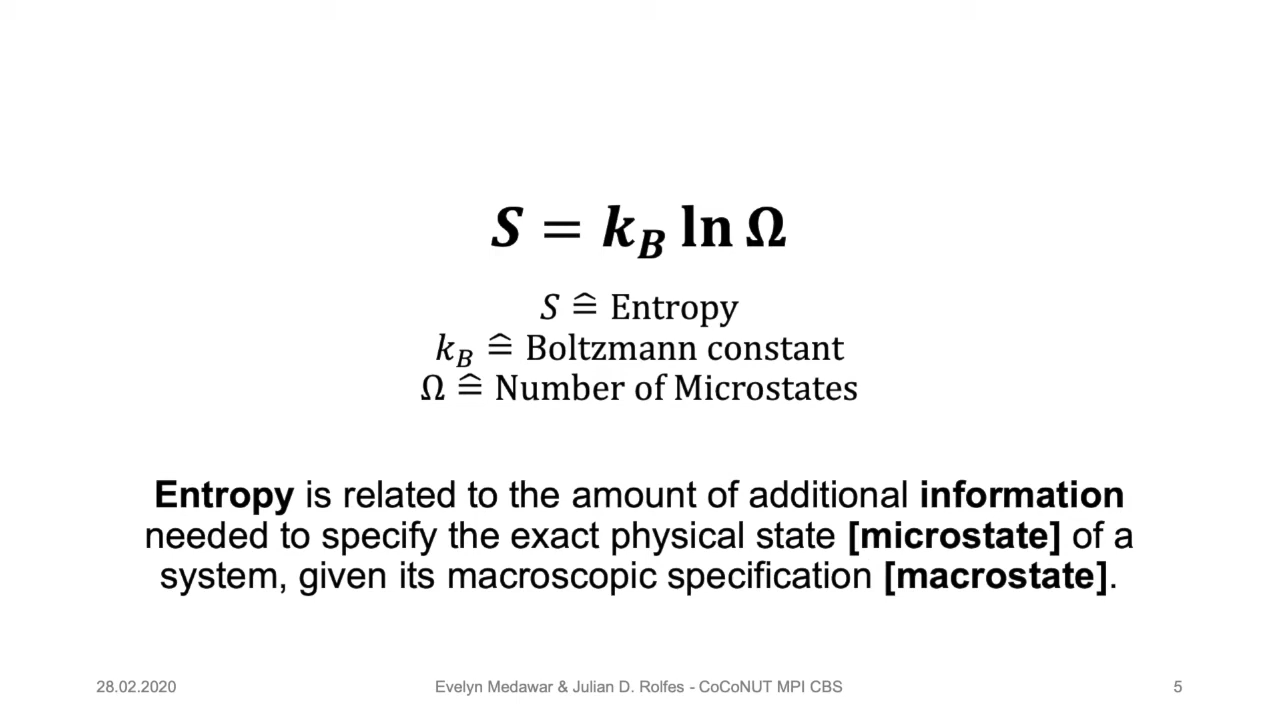 S = k_B ln Ω
S ≙ Entropy
k_B ≙ Boltzmann constant
Ω ≙ Number of Microstates
Entropy is related to the amount of additional information
needed to specify the exact physical state [microstate] of a
system, given its macroscopic specification [macrostate].
28.02.2020
Evelyn Medawar & Julian D. Rolfes - CoCoNUT MPI CBS
5